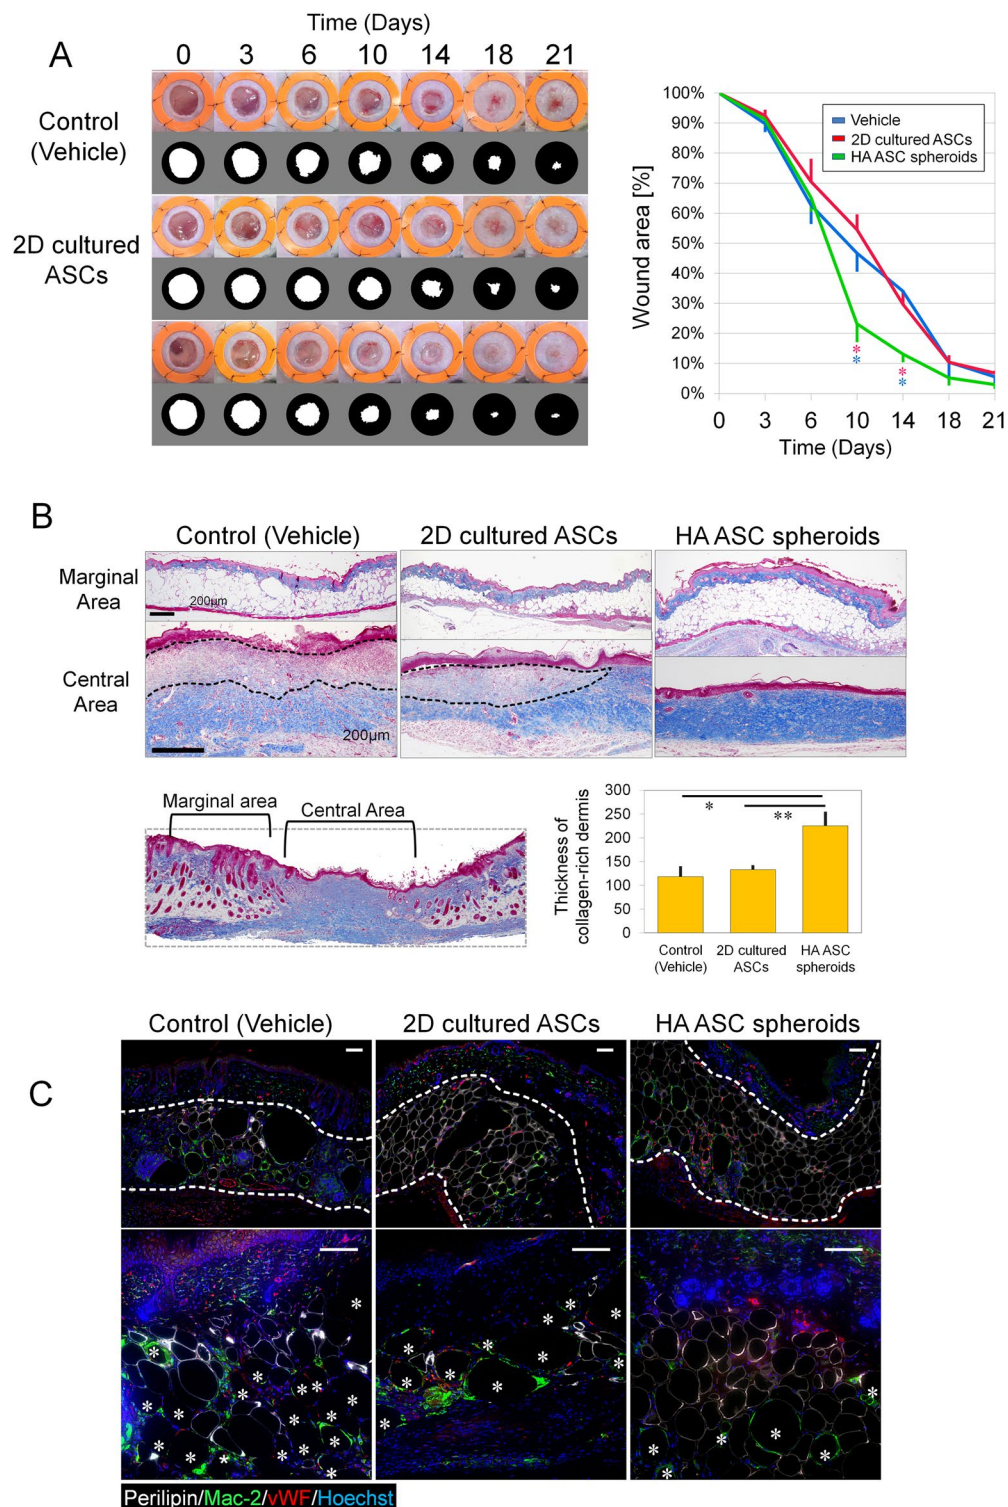 A
Time (Days)
0 3 6 10 14 18 21
Control
(Vehicle)
2D cultured
ASCs
Wound area [%]
100%
90%
80%
70%
60%
50%
40%
30%
20%
10%
0%
Vehicle
2D cultured ASCs
HA ASC spheroids
*
*
*
*
0 3 6 10 14 18 21
Time (Days)
B
Control (Vehicle) 2D cultured ASCs HA ASC spheroids
Marginal
Area
200μm
Central
Area
200μm
Marginal area
Central Area
Thickness of
collagen-rich dermis
300
250
200
150
100
50
0
*
**
Control
(Vehicle)
2D cultured
ASCs
HA ASC
spheroids
C
Control (Vehicle) 2D cultured ASCs HA ASC spheroids
Perilipin/Mac-2/vWF/Hoechst